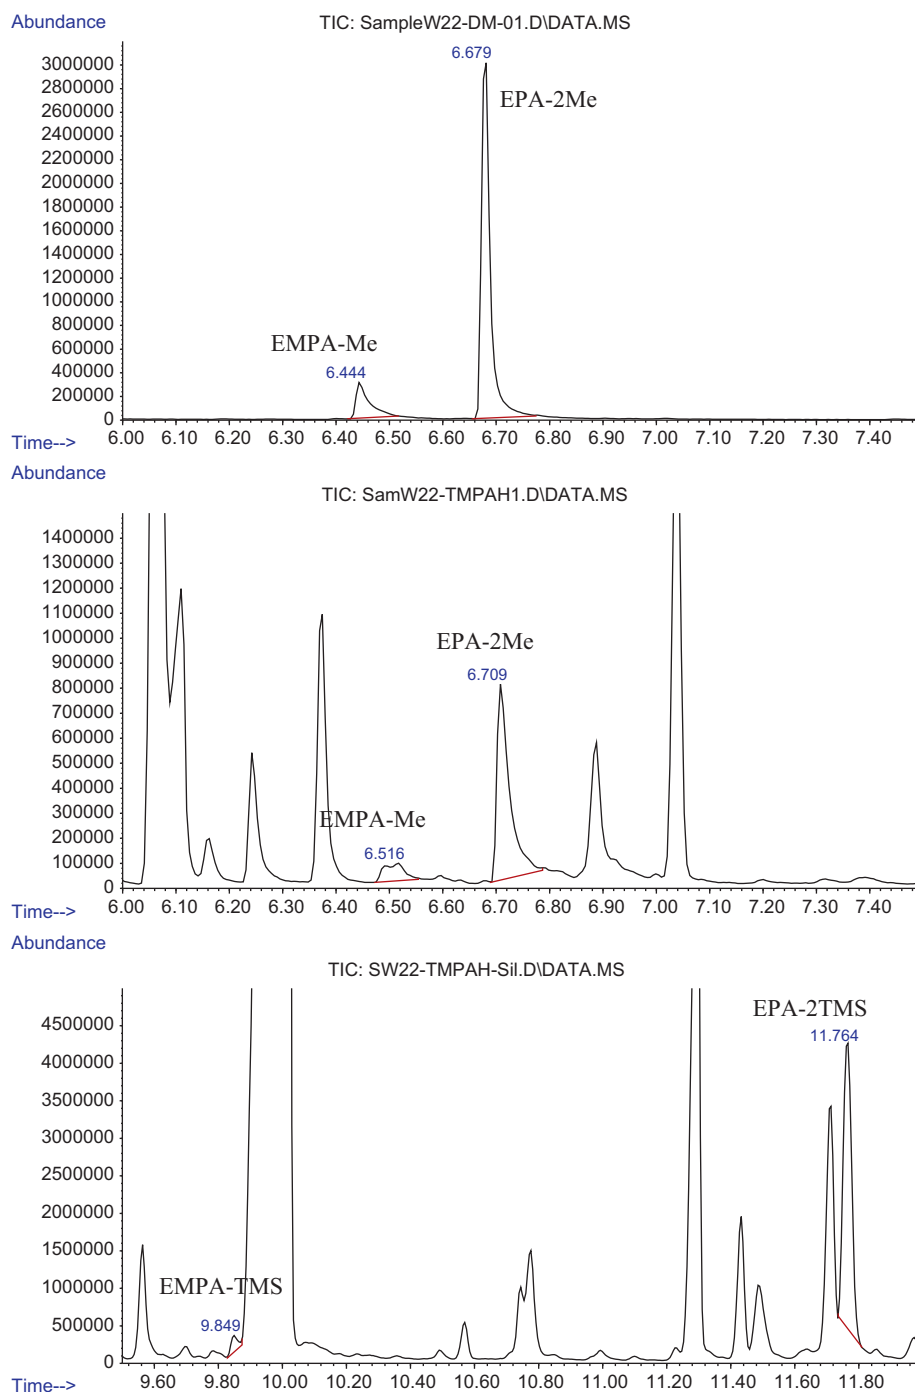 Abundance
TIC: SampleW22-DM-01.D\DATA.MS
6.679
3000000
EPA-2Me
2800000
2600000
2400000
2200000
2000000
1800000
1600000
1400000
1200000
1000000
800000
EMPA-Me
600000
6.444
400000
200000
0
6.00 6.10 6.20 6.30 6.40 6.50 6.60 6.70 6.80 6.90 7.00 7.10 7.20 7.30 7.40
Time-->
Abundance
TIC: SamW22-TMPAH1.D\DATA.MS
1400000
1300000
1200000
1100000
1000000
EPA-2Me
900000
6.709
800000
700000
600000
500000
400000
300000
EMPA-Me
200000
6.516
100000
0
6.00 6.10 6.20 6.30 6.40 6.50 6.60 6.70 6.80 6.90 7.00 7.10 7.20 7.30 7.40
Time-->
Abundance
TIC: SW22-TMPAH-Sil.D\DATA.MS
EPA-2TMS
4500000
11.764
4000000
3500000
3000000
2500000
2000000
1500000
EMPA-TMS
1000000
9.849
500000
0
9.60 9.80 10.00 10.20 10.40 10.60 10.80 11.00 11.20 11.40 11.60 11.80
Time-->